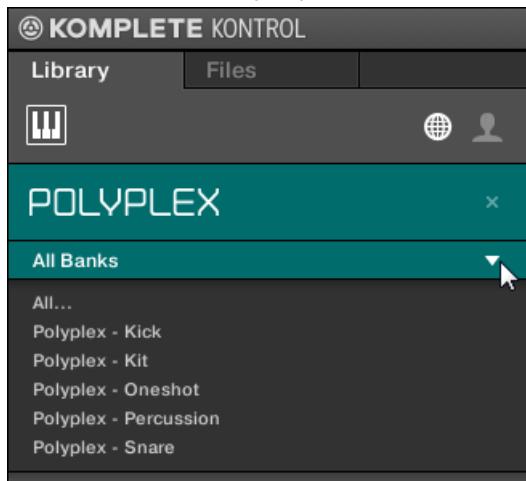 KOMPLETE KONTROL
Library Files
POLYPLEX ×
All Banks
All...
Polyplex - Kick
Polyplex - Kit
Polyplex - Oneshot
Polyplex - Percussion
Polyplex - Snare